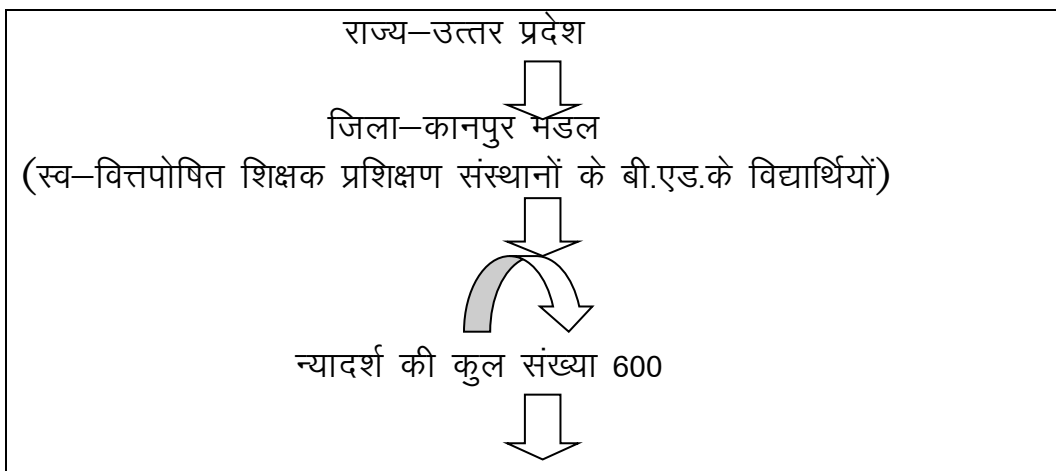 राज्य–उत्तर प्रदेश
जिला–कानपुर मंडल
(स्व–वित्तपोषित शिक्षक प्रशिक्षण संस्थानों के बी.एड.के विद्यार्थियों)
न्यादर्श की कुल संख्या 600